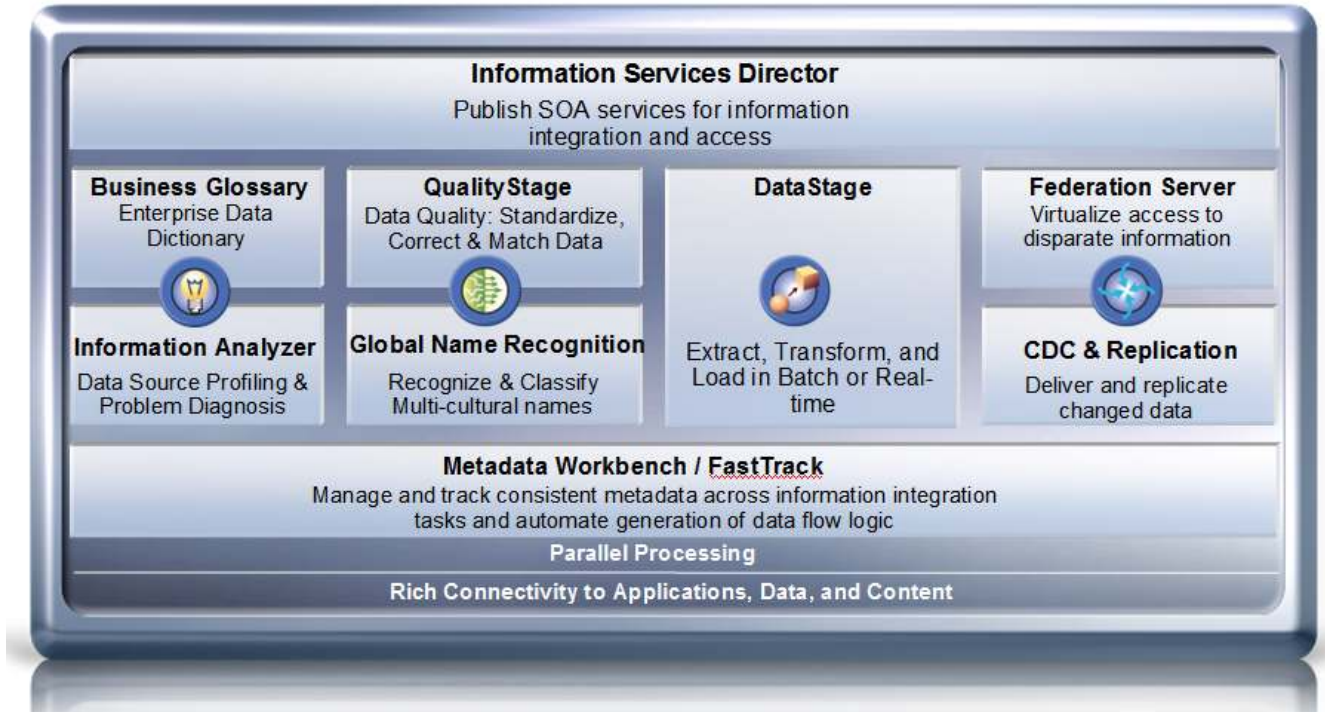 Information Services Director
Publish SOA services for information
integration and access
Business Glossary
Enterprise Data
Dictionary
Information Analyzer
Data Source Profiling &
Problem Diagnosis
QualityStage
Data Quality: Standardize,
Correct & Match Data
Global Name Recognition
Recognize & Classify
Multi-cultural names
DataStage
Extract, Transform, and
Load in Batch or Real-
time
Federation Server
Virtualize access to
disparate information
CDC & Replication
Deliver and replicate
changed data
Metadata Workbench / FastTrack
Manage and track consistent metadata across information integration
tasks and automate generation of data flow logic
Parallel Processing
Rich Connectivity to Applications, Data, and Content